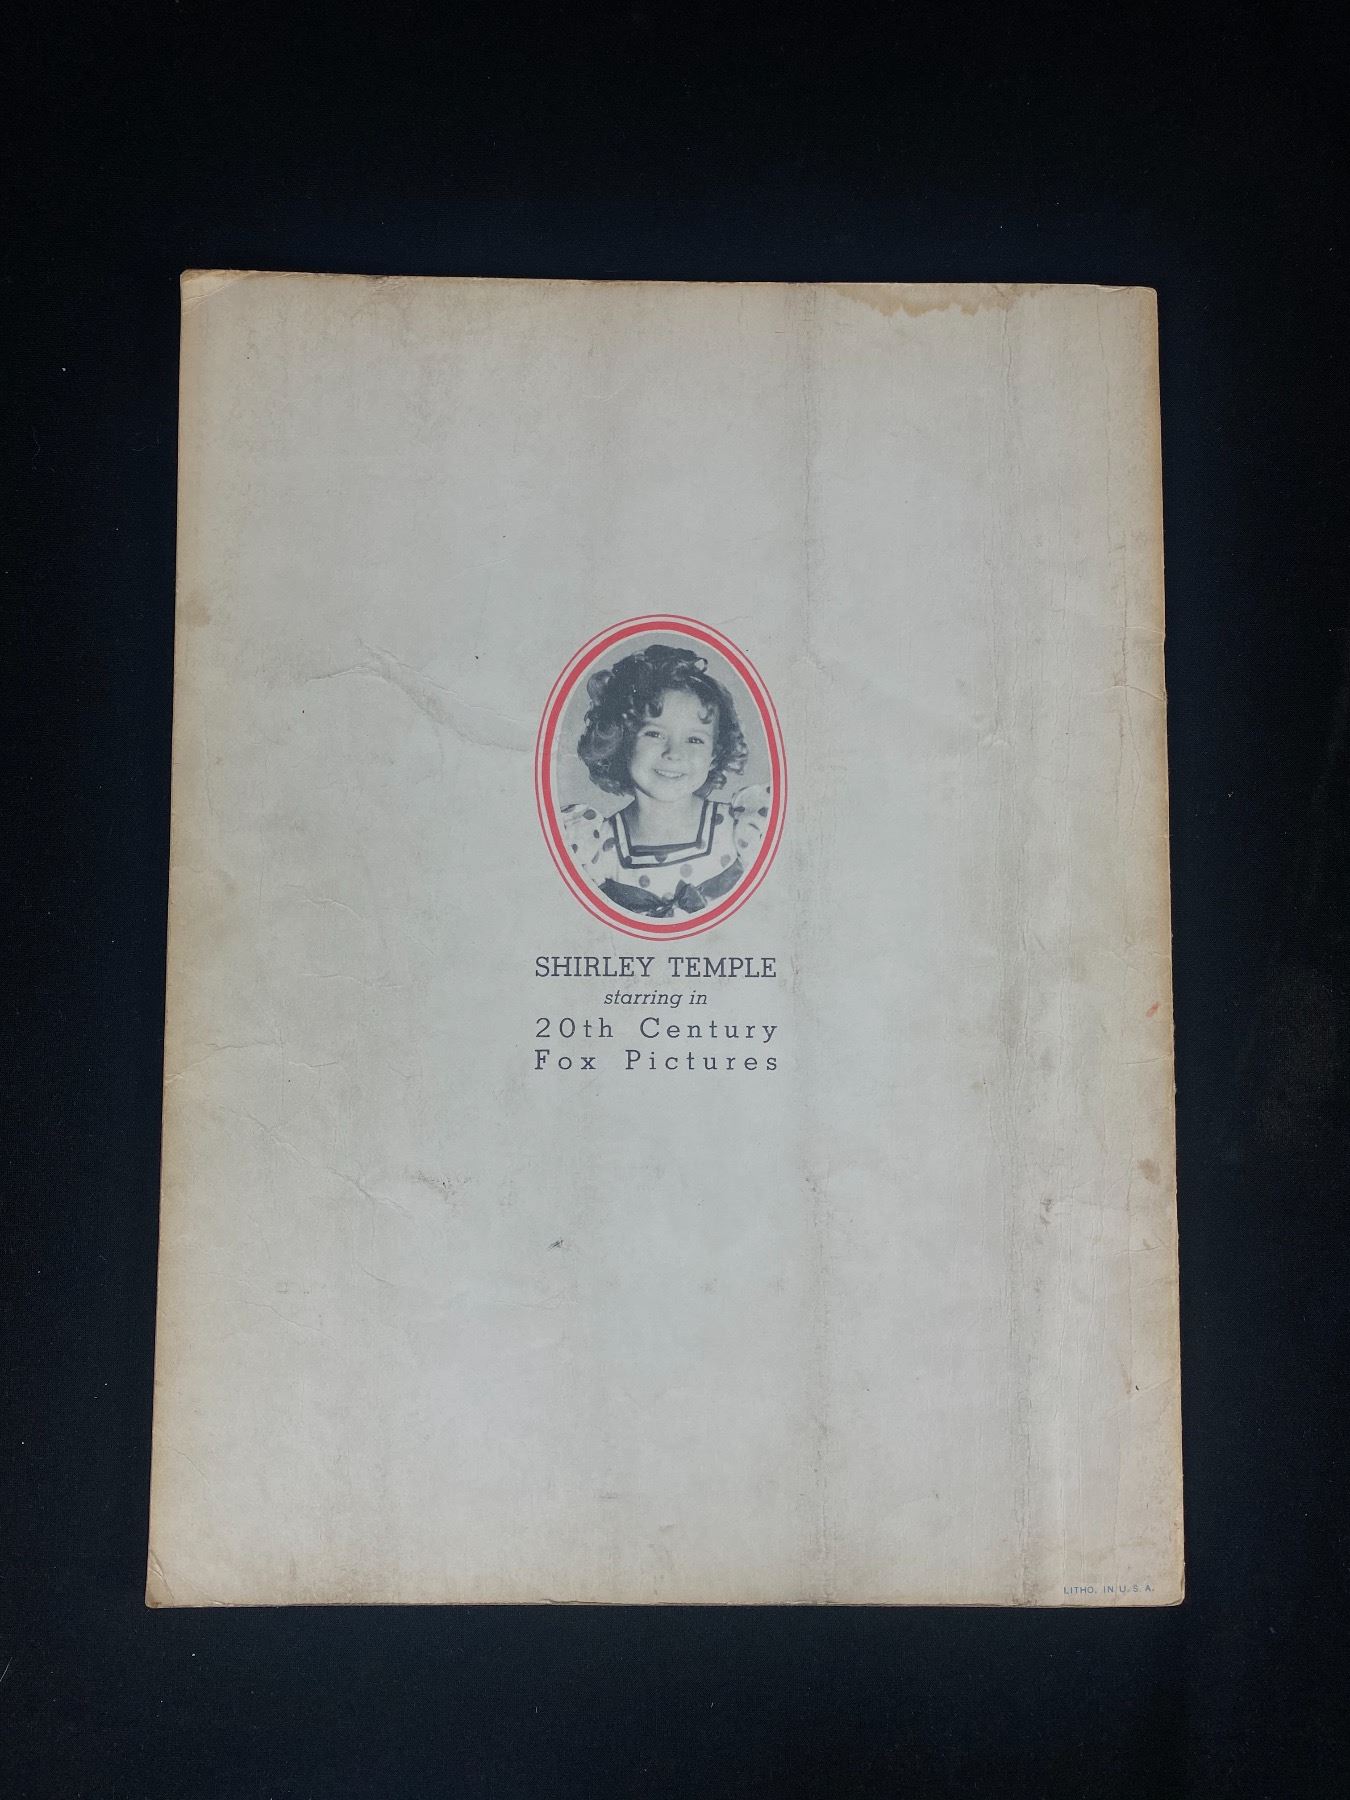 SHIRLEY TEMPLE
starring in
20th Century
Fox Pictures
LITHO. IN U. S. A.